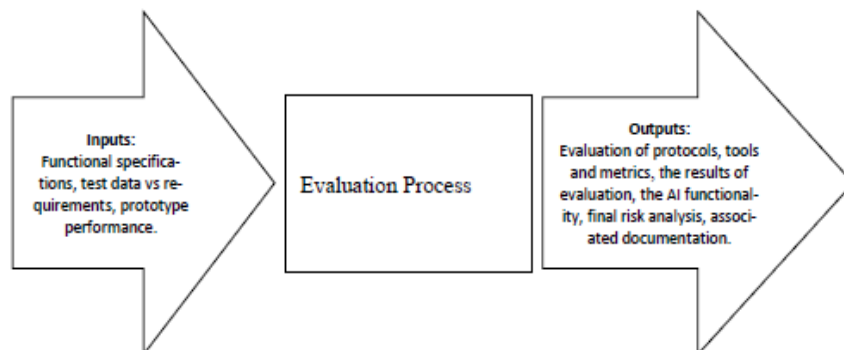 Inputs:
Functional specifica-
tions, test data vs re-
quirements, prototype
performance.
Evaluation Process
Outputs:
Evaluation of protocols, tools
and metrics, the results of
evaluation, the AI functional-
ity, final risk analysis, associ-
ated documentation.